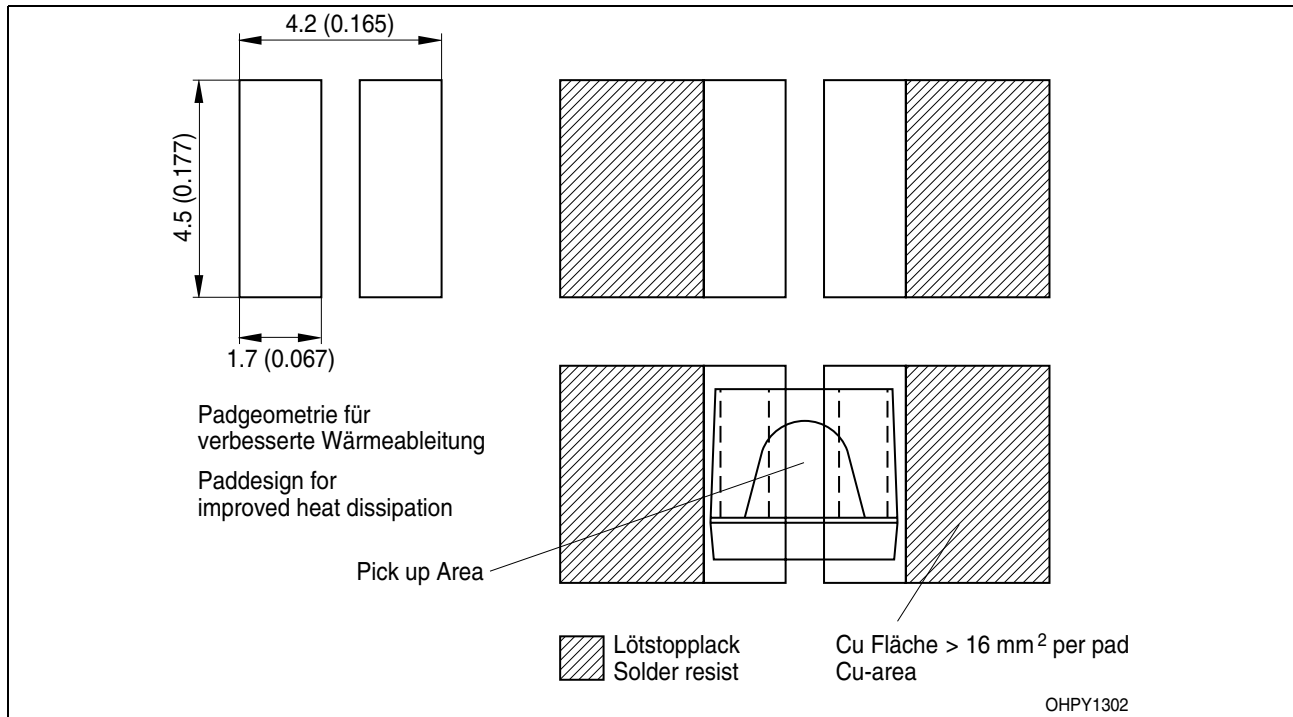 4.2 (0.165)
4.5 (0.177)
1.7 (0.067)
Padgeometrie für
verbesserte Wärmeableitung
Paddesign for
improved heat dissipation
Pick up Area
Lötstopplack
Solder resist
Cu Fläche > 16 mm² per pad
Cu-area
OHPY1302